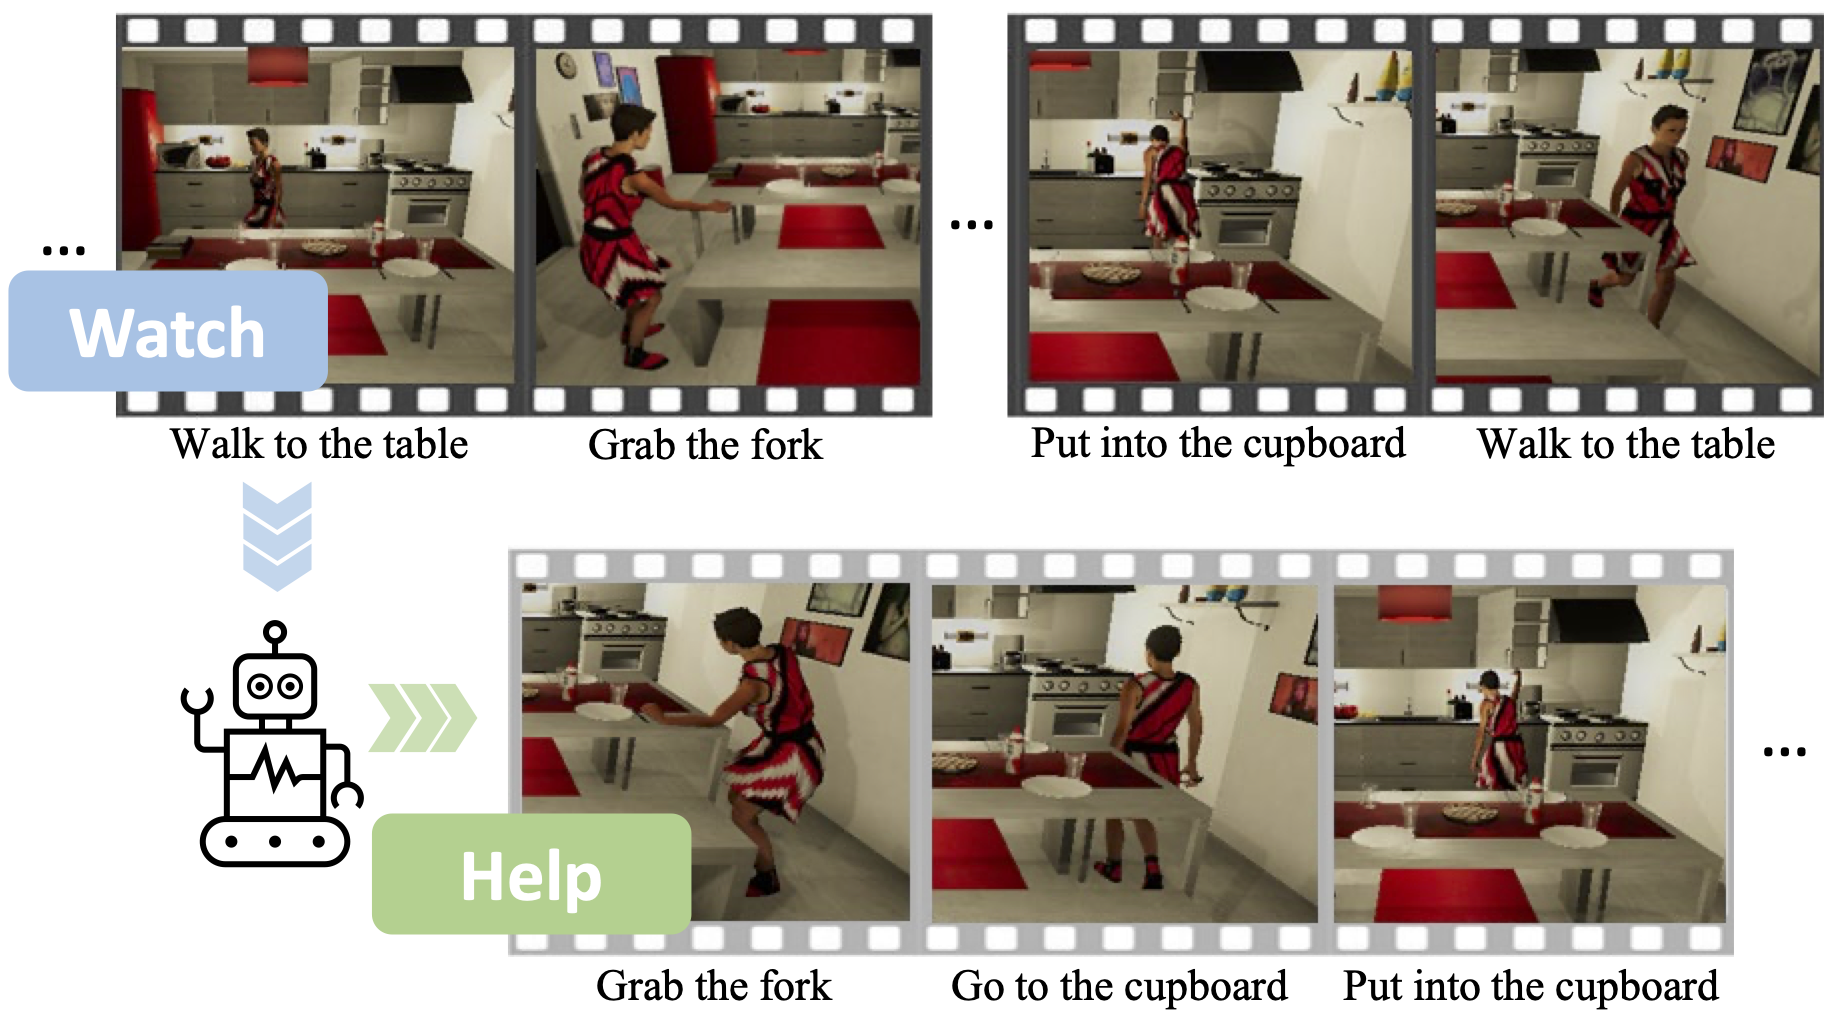 ...
...
Watch
Walk to the table
Grab the fork
Put into the cupboard
Walk to the table
Help
...
Grab the fork
Go to the cupboard
Put into the cupboard